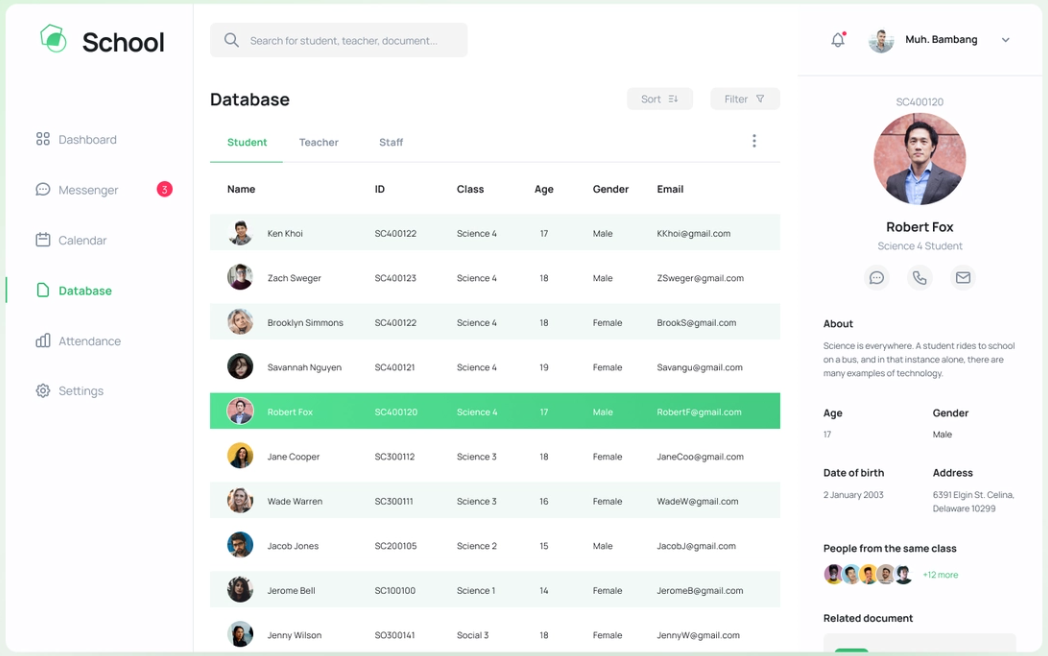 School
Search for student, teacher, document...
Muh. Bambang
Dashboard
Messenger 3
Calendar
Database
Attendance
Settings
Database
Sort Filter
Student Teacher Staff
Name ID Class Age Gender Email
Ken Khoi SC400122 Science 4 17 Male KKhoi@gmail.com
Zach Sweger SC400123 Science 4 18 Male ZSweger@gmail.com
Brooklyn Simmons SC400122 Science 4 18 Female BrookS@gmail.com
Savannah Nguyen SC400121 Science 4 19 Female Savangu@gmail.com
Robert Fox SC400120 Science 4 17 Male RobertF@gmail.com
Jane Cooper SC300112 Science 3 18 Female JaneCoo@gmail.com
Wade Warren SC300111 Science 3 16 Female WadeW@gmail.com
Jacob Jones SC200105 Science 2 15 Male JacobJ@gmail.com
Jerome Bell SC100100 Science 1 14 Female JeromeB@gmail.com
Jenny Wilson SO300141 Social 3 18 Female JennyW@gmail.com
SC400120
Robert Fox
Science 4 Student
About
Science is everywhere. A student rides to school
on a bus, and in that instance alone, there are
many examples of technology.
Age Gender
17 Male
Date of birth Address
2 January 2003 6391 Elgin St. Celina,
Delaware 10299
People from the same class
+12 more
Related document